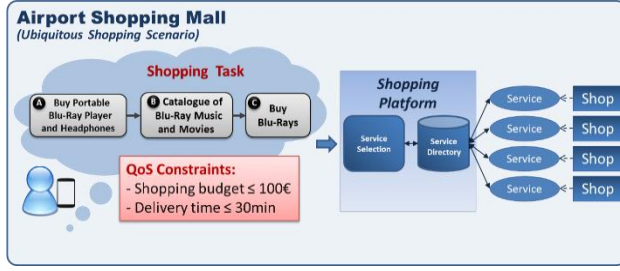 Airport Shopping Mall
(Ubiquitous Shopping Scenario)
Shopping Task
A
Buy Portable
Blu-Ray Player
and Headphones
B
Catalogue of
Blu-Ray Music
and Movies
C
Buy
Blu-Rays
QoS Constraints:
- Shopping budget ≤ 100€
- Delivery time ≤ 30min
Shopping
Platform
Service
Selection
Service
Directory
Service
Shop
Service
Shop
Service
Shop
Service
Shop